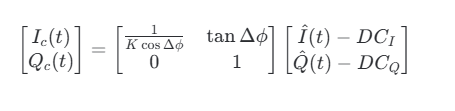 [I_c(t)] = [1/(K cos Δϕ) tan Δϕ] [Î(t) − DC_I]
[Q_c(t)] [0 1] [Q̂(t) − DC_Q]